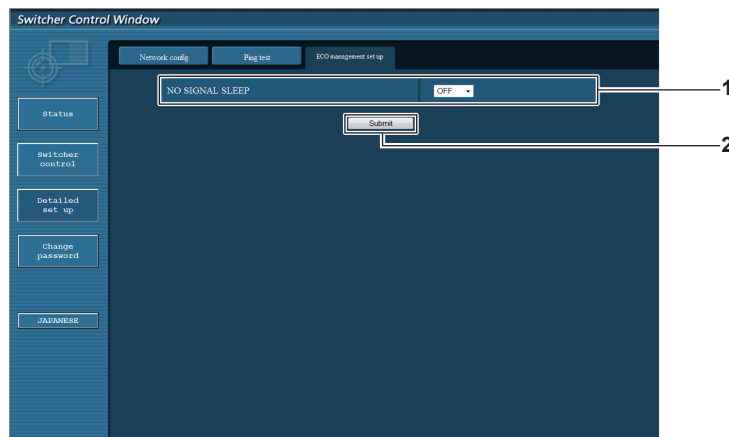 Switcher Control Window
Network config
Ping test
ECO management set up
NO SIGNAL SLEEP
OFF
1
Submit
2
Status
Switcher
control
Detailed
set up
Change
password
JAPANESE